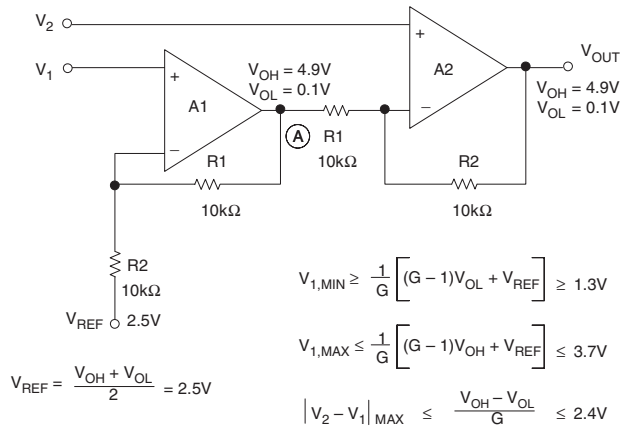 V2
V1
+
−
A1
VOH = 4.9V
VOL = 0.1V
A
R1
10kΩ
+
−
A2
VOUT
VOH = 4.9V
VOL = 0.1V
R1
10kΩ
R2
10kΩ
R2
10kΩ
VREF 2.5V
VREF = (VOH + VOL) / 2 = 2.5V
V1,MIN ≥ 1/G [(G – 1)VOL + VREF] ≥ 1.3V
V1,MAX ≤ 1/G [(G – 1)VOH + VREF] ≤ 3.7V
|V2 – V1| MAX ≤ (VOH – VOL) / G ≤ 2.4V